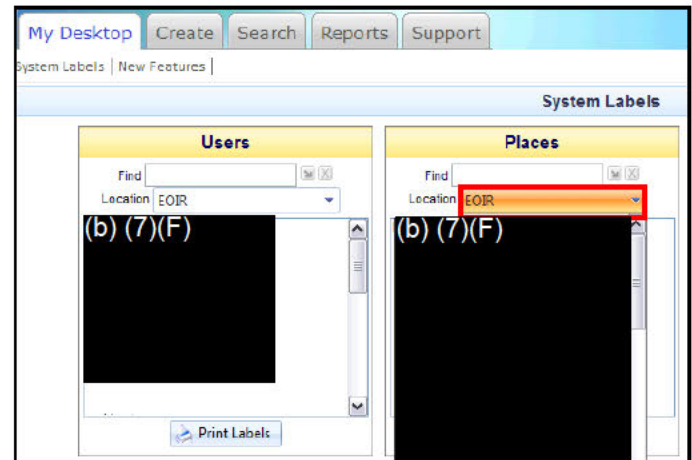 My Desktop Create Search Reports Support
System Labels | New Features |
System Labels
Users
Find
Location EOIR
(b) (7)(F)
Print Labels
Places
Find
Location EOIR
(b) (7)(F)